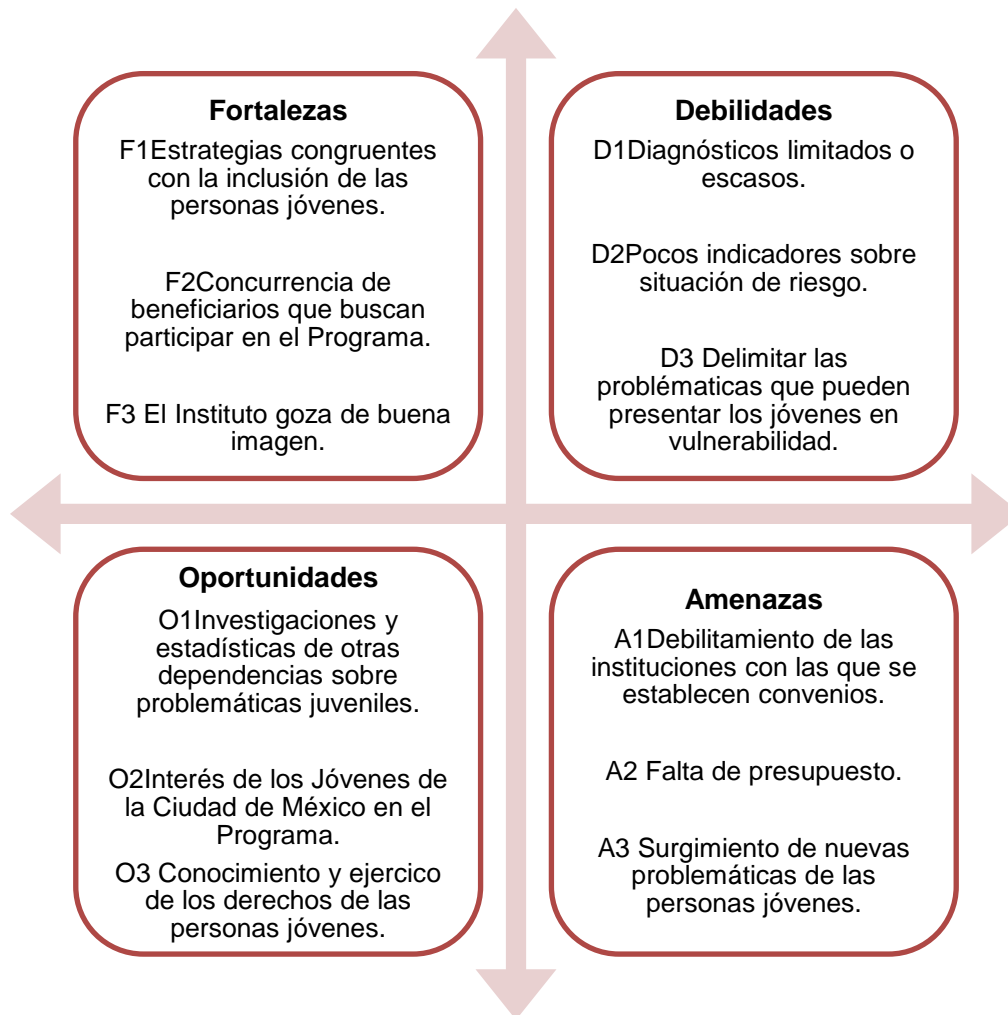 Fortalezas
F1Estrategias congruentes
con la inclusión de las
personas jóvenes.
F2Concurrencia de
beneficiarios que buscan
participar en el Programa.
F3 El Instituto goza de buena
imagen.
Debilidades
D1Diagnósticos limitados o
escasos.
D2Pocos indicadores sobre
situación de riesgo.
D3 Delimitar las
problématicas que pueden
presentar los jóvenes en
vulnerabilidad.
Oportunidades
O1Investigaciones y
estadísticas de otras
dependencias sobre
problemáticas juveniles.
O2Interés de los Jóvenes de
la Ciudad de México en el
Programa.
O3 Conocimiento y ejercico
de los derechos de las
personas jóvenes.
Amenazas
A1Debilitamiento de las
instituciones con las que se
establecen convenios.
A2 Falta de presupuesto.
A3 Surgimiento de nuevas
problemáticas de las
personas jóvenes.